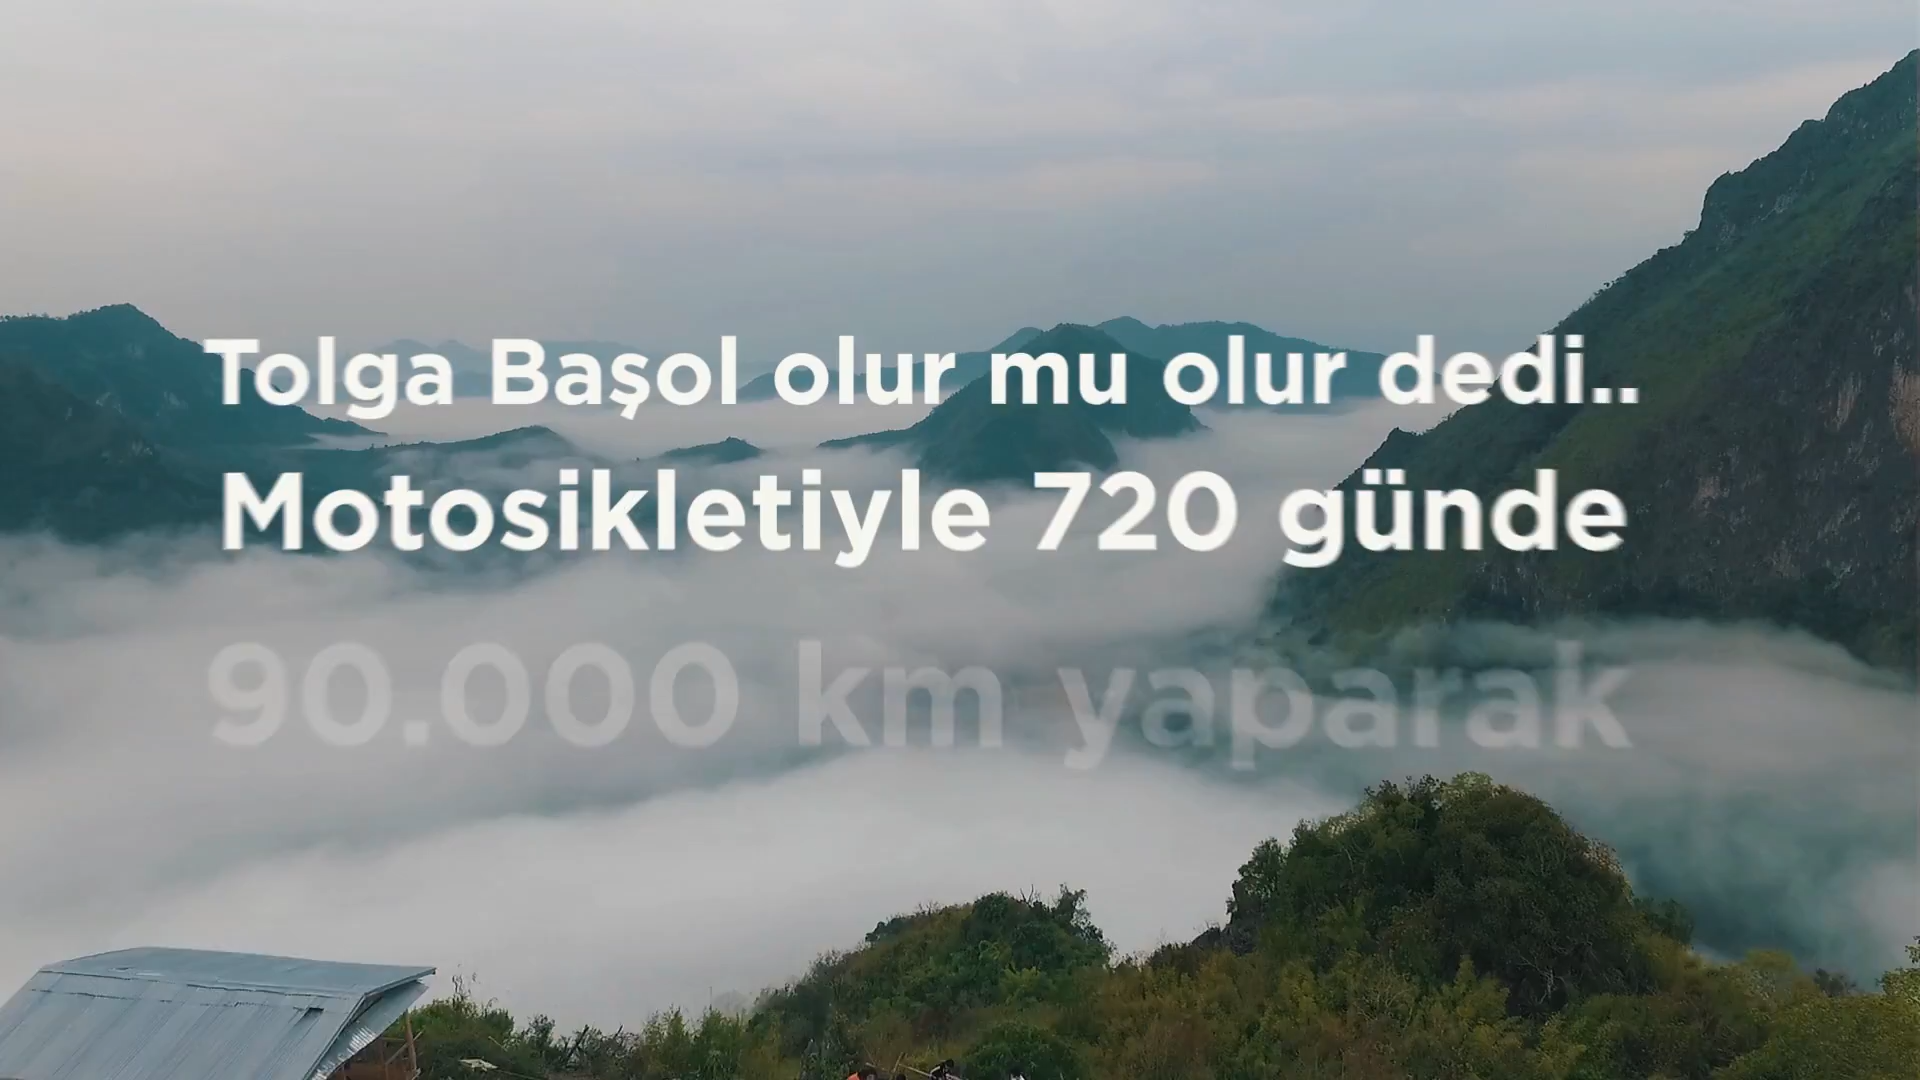 Tolga Başol olur mu olur dedi..
Motosikletiyle 720 günde
90.000 km yaparak